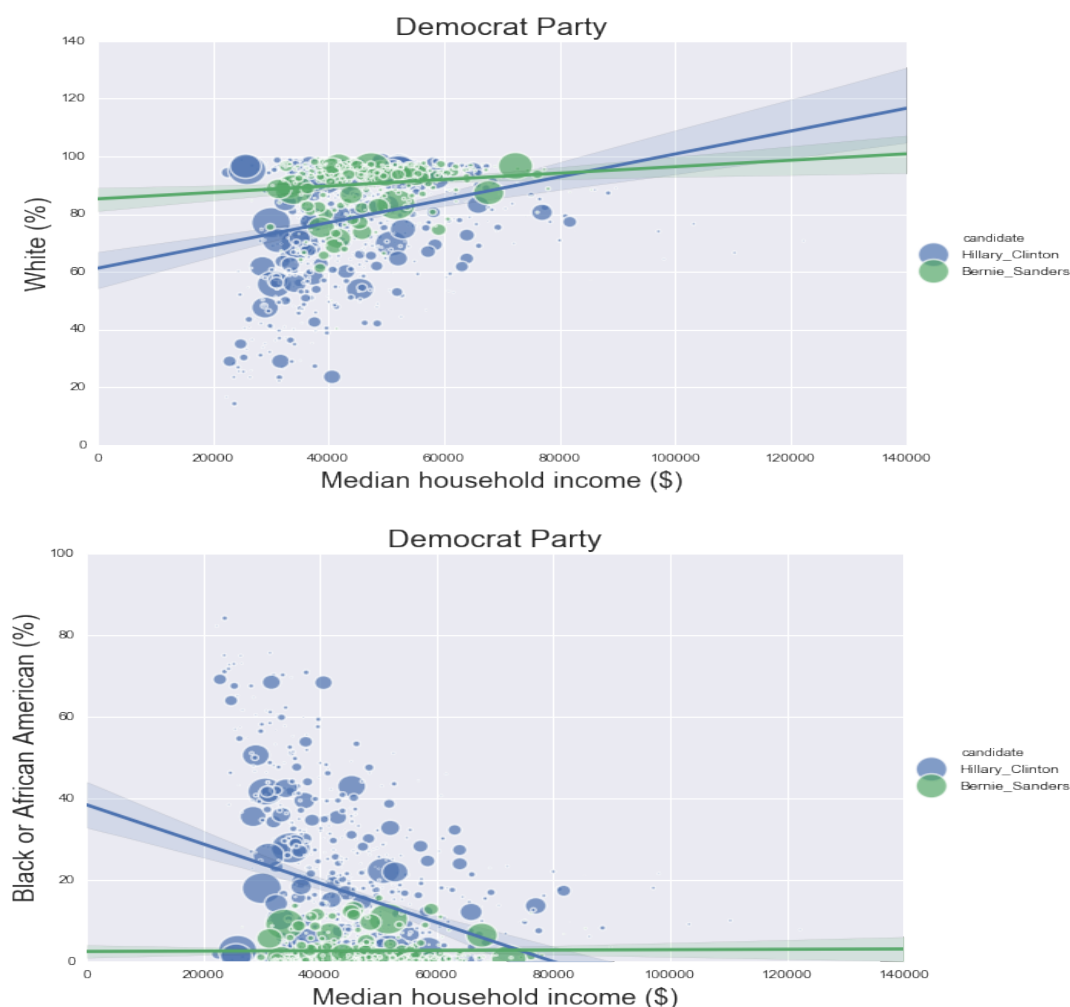 Democrat Party
140
120
100
80
60
40
20
0
White (%)
0 20000 40000 60000 80000 100000 120000 140000
Median household income ($)
candidate
Hillary_Clinton
Bernie_Sanders
Democrat Party
100
80
60
40
20
0
Black or African American (%)
0 20000 40000 60000 80000 100000 120000 140000
Median household income ($)
candidate
Hillary_Clinton
Bernie_Sanders